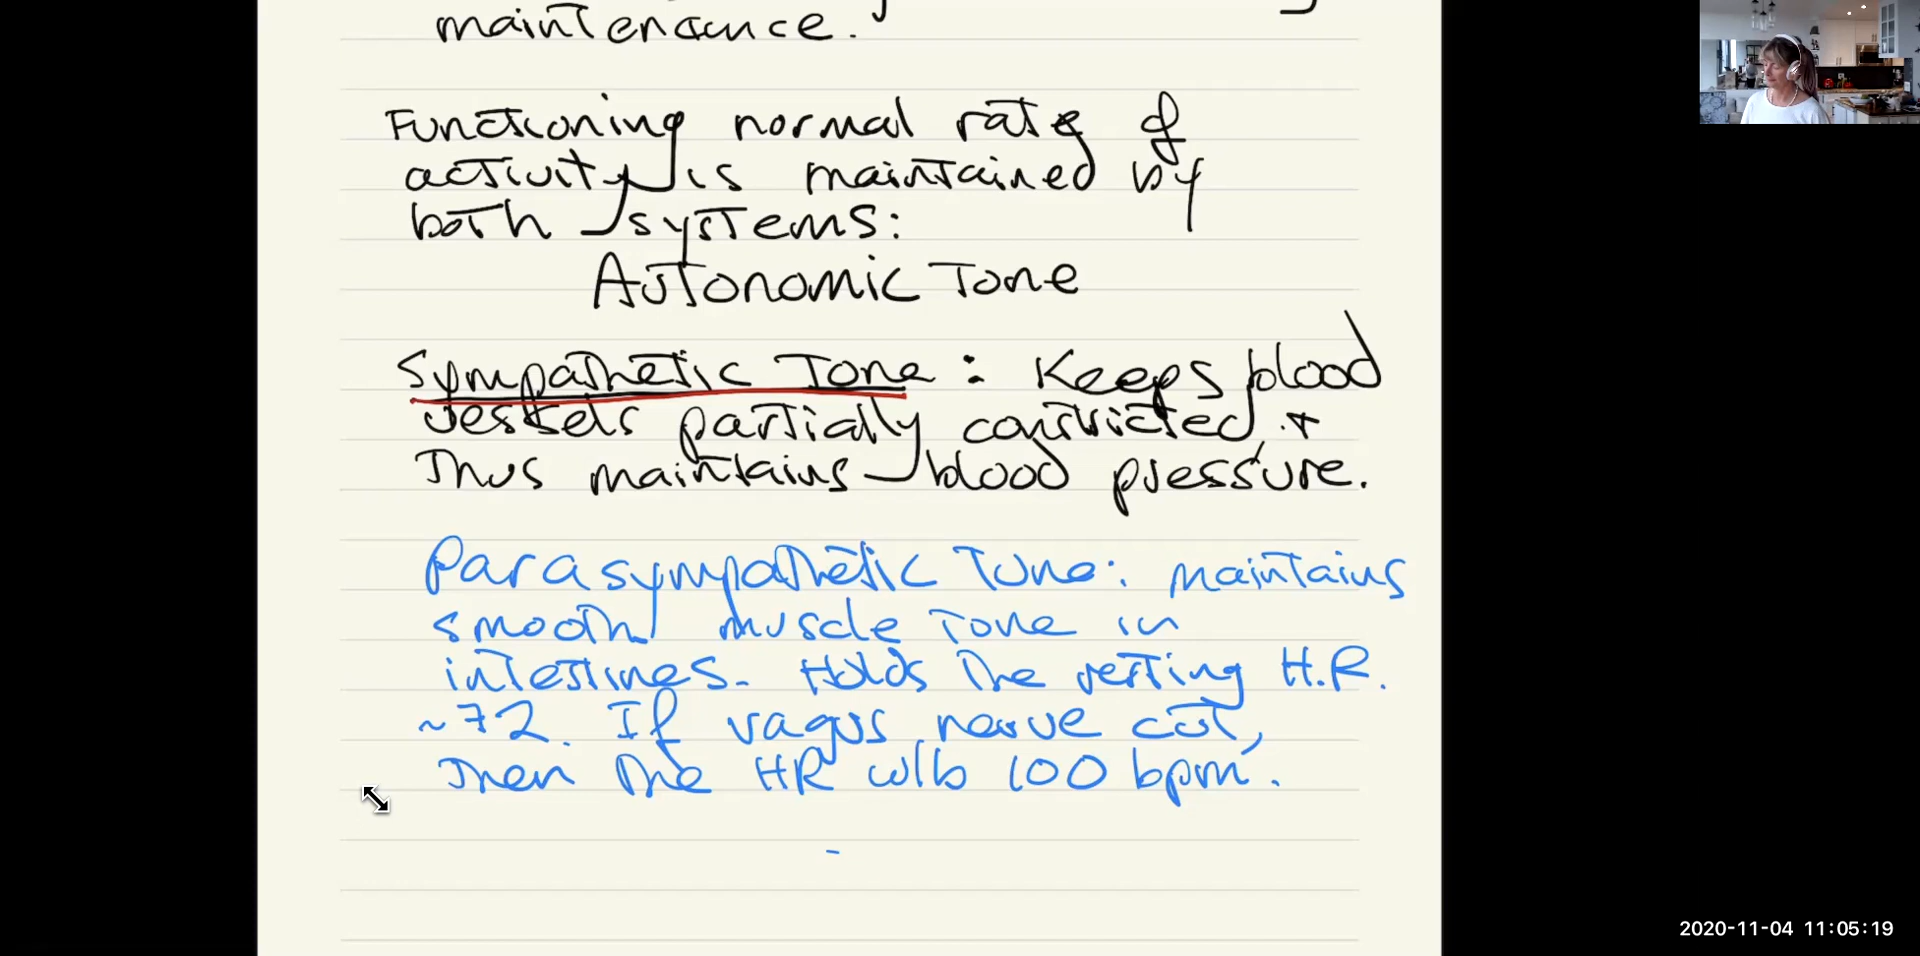 maintenance.
Functioning normal rate of
activity is maintained by
both systems:
Autonomic Tone
Sympathetic Tone: Keeps blood
vessels partially constricted, +
Thus maintains blood pressure.
Parasympathetic Tone: maintains
smooth muscle Tone in
intestines. Holds the resting H.R.
~72. If vagus nerve cut,
Then the HR w/b 100 bpm.
2020-11-04 11:05:19